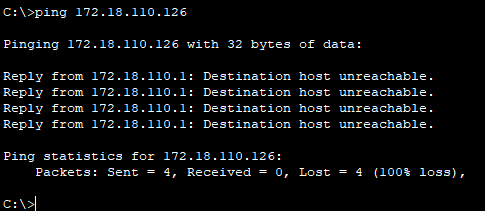 C:\>ping 172.18.110.126
Pinging 172.18.110.126 with 32 bytes of data:
Reply from 172.18.110.1: Destination host unreachable.
Reply from 172.18.110.1: Destination host unreachable.
Reply from 172.18.110.1: Destination host unreachable.
Reply from 172.18.110.1: Destination host unreachable.
Ping statistics for 172.18.110.126:
    Packets: Sent = 4, Received = 0, Lost = 4 (100% loss),
C:\>